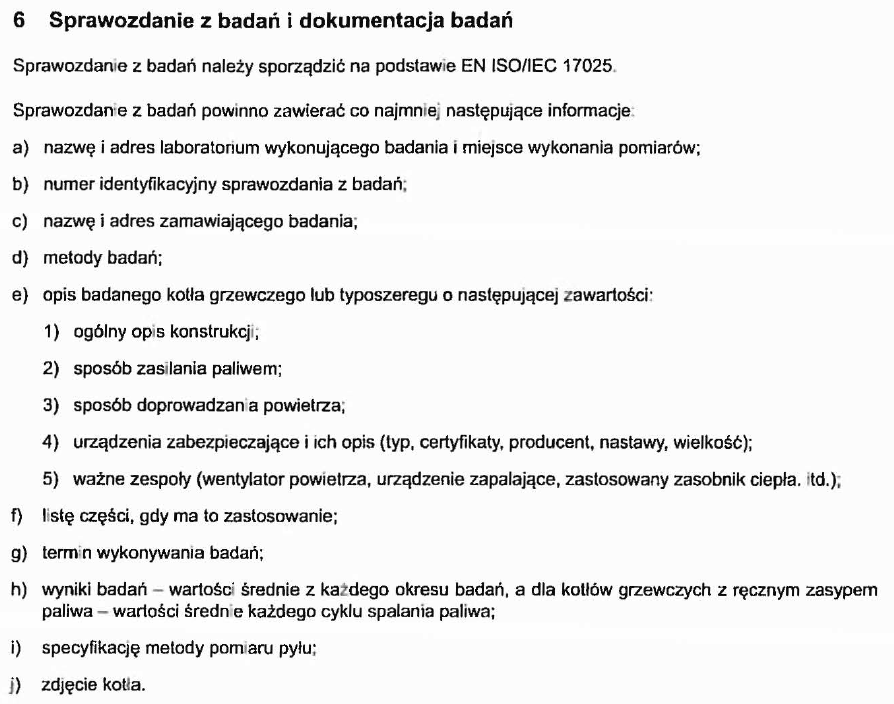 6 Sprawozdanie z badań i dokumentacja badań
Sprawozdanie z badań należy sporządzić na podstawie EN ISO/IEC 17025.
Sprawozdanie z badań powinno zawierać co najmniej następujące informacje:
a) nazwę i adres laboratorium wykonującego badania i miejsce wykonania pomiarów;
b) numer identyfikacyjny sprawozdania z badań;
c) nazwę i adres zamawiającego badania;
d) metody badań;
e) opis badanego kotła grzewczego lub typoszeregu o następującej zawartości:
1) ogólny opis konstrukcji;
2) sposób zasilania paliwem;
3) sposób doprowadzania powietrza;
4) urządzenia zabezpieczające i ich opis (typ, certyfikaty, producent, nastawy, wielkość);
5) ważne zespoły (wentylator powietrza, urządzenie zapalające, zastosowany zasobnik ciepła. itd.);
f) listę części, gdy ma to zastosowanie;
g) termin wykonywania badań;
h) wyniki badań – wartości średnie z każdego okresu badań, a dla kotłów grzewczych z ręcznym zasypem
paliwa – wartości średnie każdego cyklu spalania paliwa;
i) specyfikację metody pomiaru pyłu;
j) zdjęcie kotła.